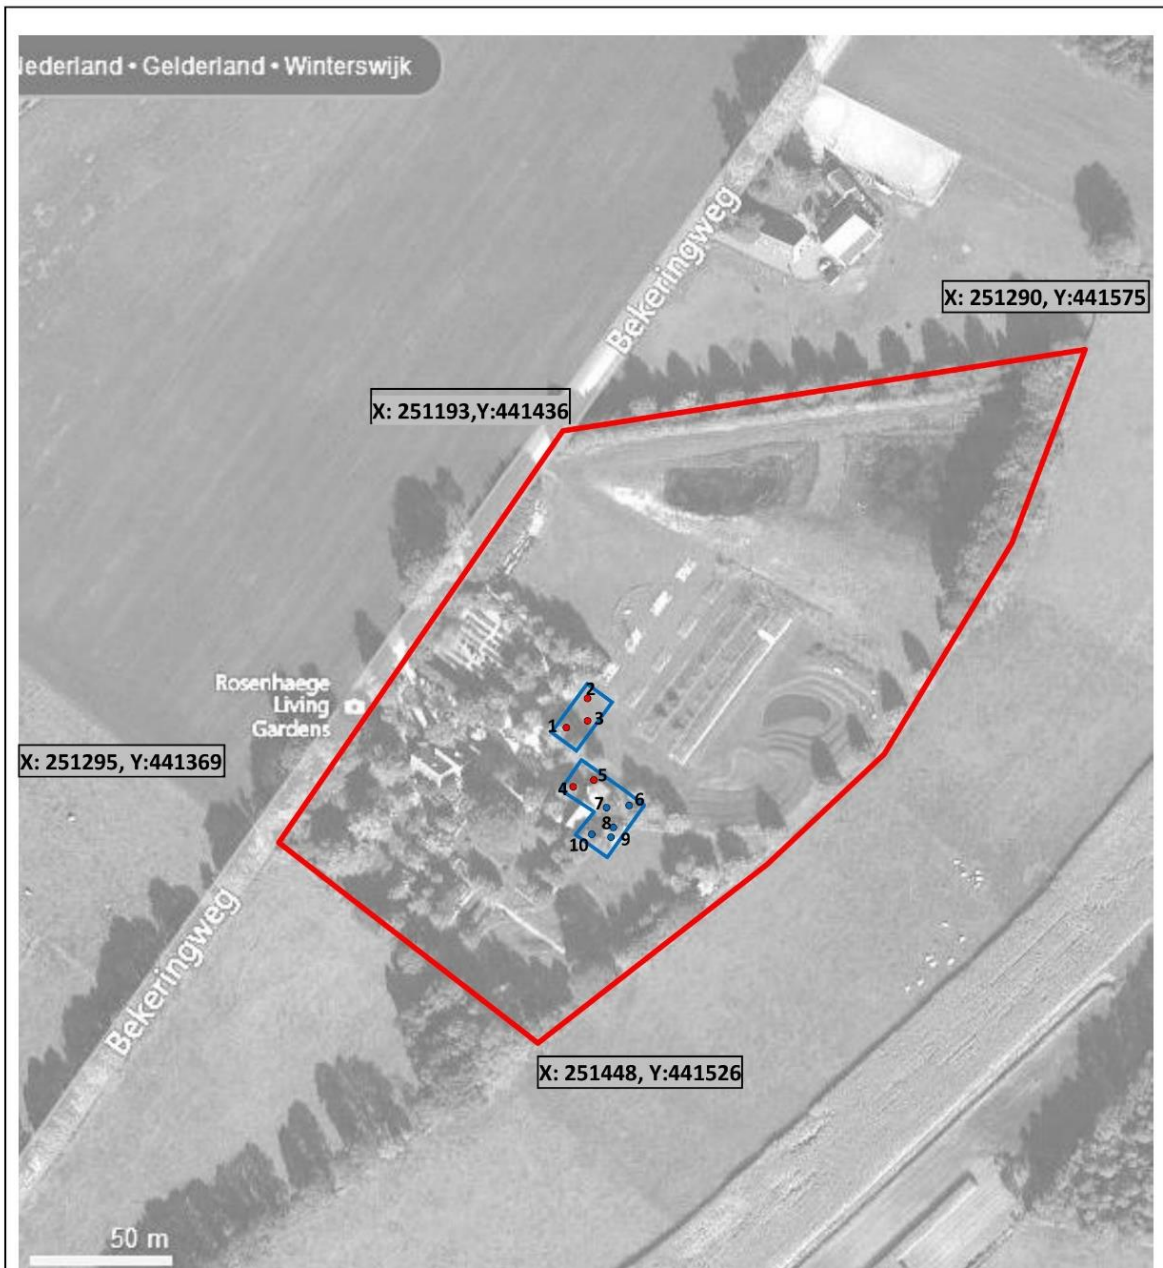 Nederland • Gelderland • Winterswijk
Bekeringweg
X: 251290, Y:441575
X: 251193,Y:441436
Rosenhaege
Living
Gardens
X: 251295, Y:441369
2
1
3
5
4
6
7
8
9
10
Bekeringweg
X: 251448, Y:441526
50 m